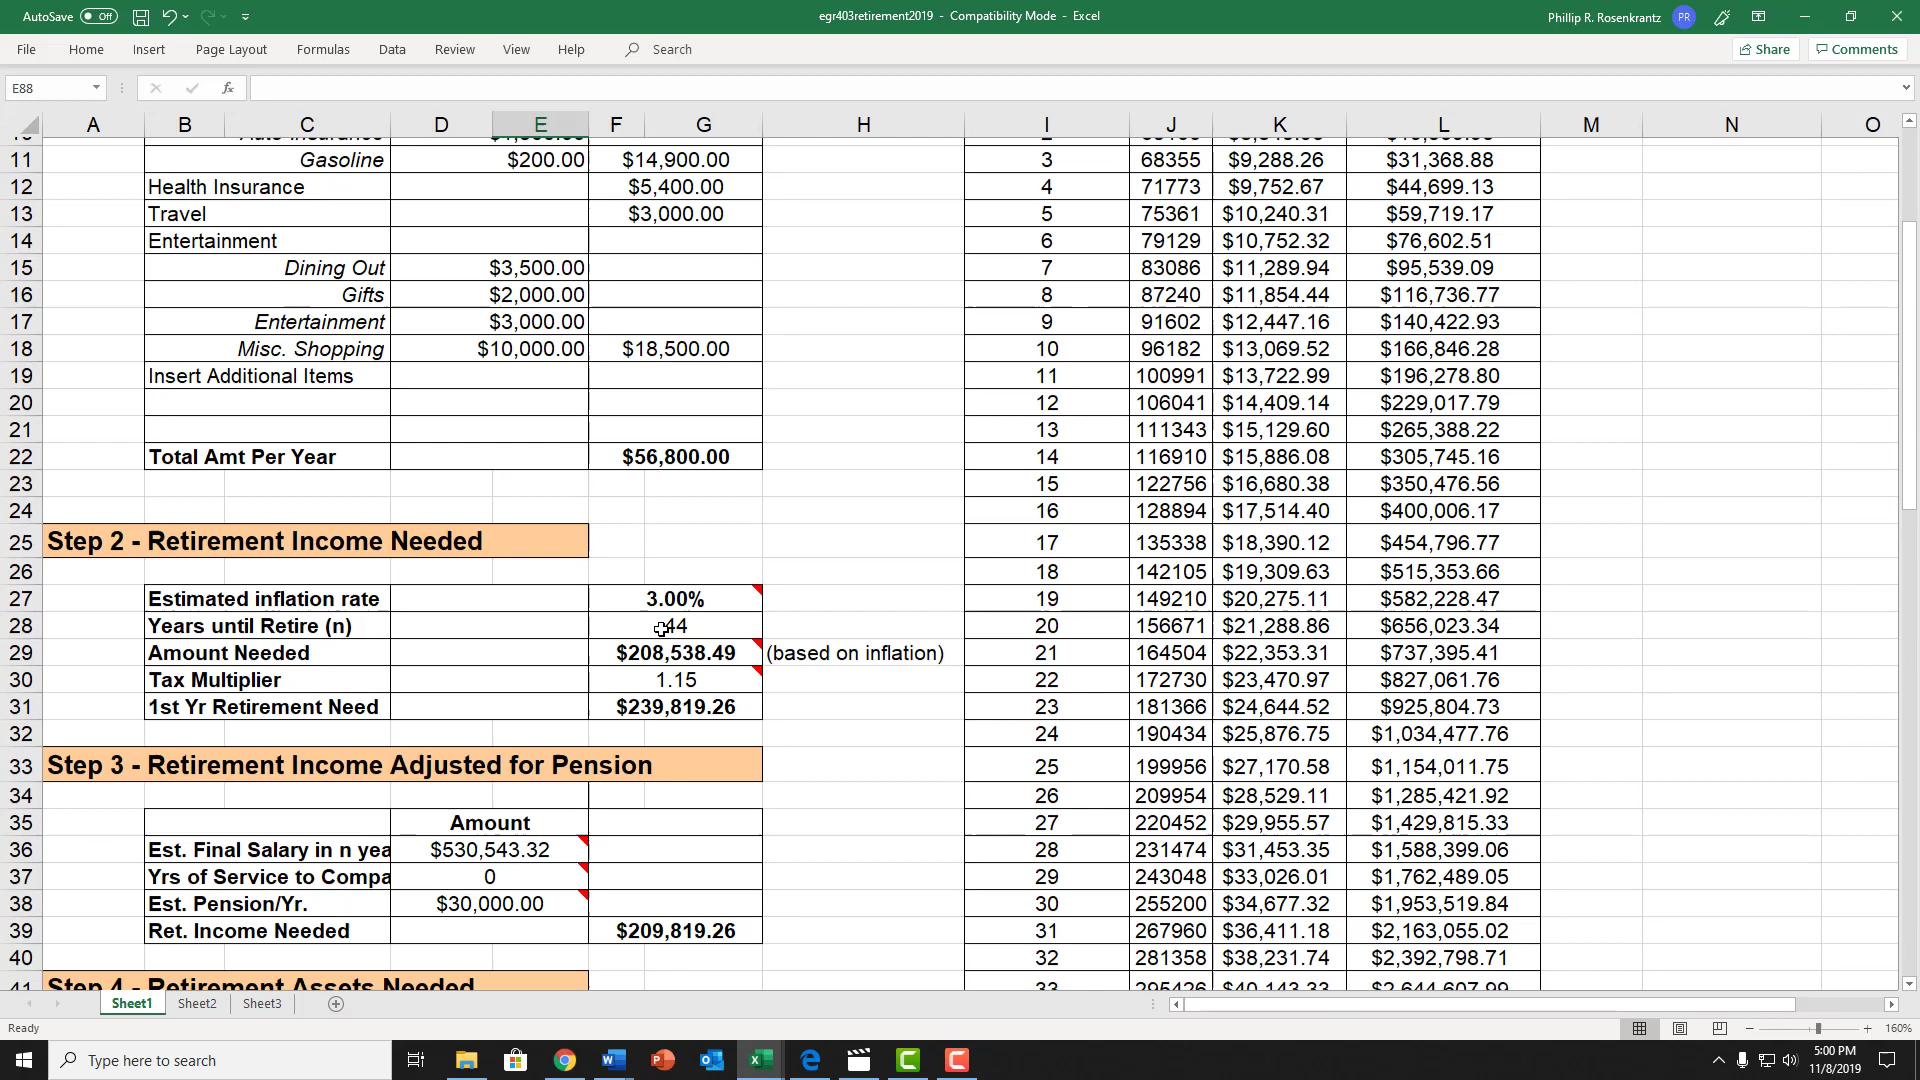 AutoSave Off egr403retirement2019 - Compatibility Mode - Excel Phillip R. Rosenkrantz PR
File Home Insert Page Layout Formulas Data Review View Help Search Share Comments
E88 fx
A B C D E F G H I J K L M N O
11 Gasoline $200.00 $14,900.00 3 68355 $9,288.26 $31,368.88
12 Health Insurance $5,400.00 4 71773 $9,752.67 $44,699.13
13 Travel $3,000.00 5 75361 $10,240.31 $59,719.17
14 Entertainment 6 79129 $10,752.32 $76,602.51
15 Dining Out $3,500.00 7 83086 $11,289.94 $95,539.09
16 Gifts $2,000.00 8 87240 $11,854.44 $116,736.77
17 Entertainment $3,000.00 9 91602 $12,447.16 $140,422.93
18 Misc. Shopping $10,000.00 $18,500.00 10 96182 $13,069.52 $166,846.28
19 Insert Additional Items 11 100991 $13,722.99 $196,278.80
20 12 106041 $14,409.14 $229,017.79
21 13 111343 $15,129.60 $265,388.22
22 Total Amt Per Year $56,800.00 14 116910 $15,886.08 $305,745.16
23 15 122756 $16,680.38 $350,476.56
24 16 128894 $17,514.40 $400,006.17
25 Step 2 - Retirement Income Needed 17 135338 $18,390.12 $454,796.77
26 18 142105 $19,309.63 $515,353.66
27 Estimated inflation rate 3.00% 19 149210 $20,275.11 $582,228.47
28 Years until Retire (n) 44 20 156671 $21,288.86 $656,023.34
29 Amount Needed $208,538.49 (based on inflation) 21 164504 $22,353.31 $737,395.41
30 Tax Multiplier 1.15 22 172730 $23,470.97 $827,061.76
31 1st Yr Retirement Need $239,819.26 23 181366 $24,644.52 $925,804.73
32 24 190434 $25,876.75 $1,034,477.76
33 Step 3 - Retirement Income Adjusted for Pension 25 199956 $27,170.58 $1,154,011.75
34 26 209954 $28,529.11 $1,285,421.92
35 Amount 27 220452 $29,955.57 $1,429,815.33
36 Est. Final Salary in n yea $530,543.32 28 231474 $31,453.35 $1,588,399.06
37 Yrs of Service to Compa 0 29 243048 $33,026.01 $1,762,489.05
38 Est. Pension/Yr. $30,000.00 30 255200 $34,677.32 $1,953,519.84
39 Ret. Income Needed $209,819.26 31 267960 $36,411.18 $2,163,055.02
40 32 281358 $38,231.74 $2,392,798.71
41 Step 4 - Retirement Assets Needed 33 295426 $40,143.33 $2,644,607.99
Sheet1 Sheet2 Sheet3
Ready 160%
Type here to search 5:00 PM
11/8/2019